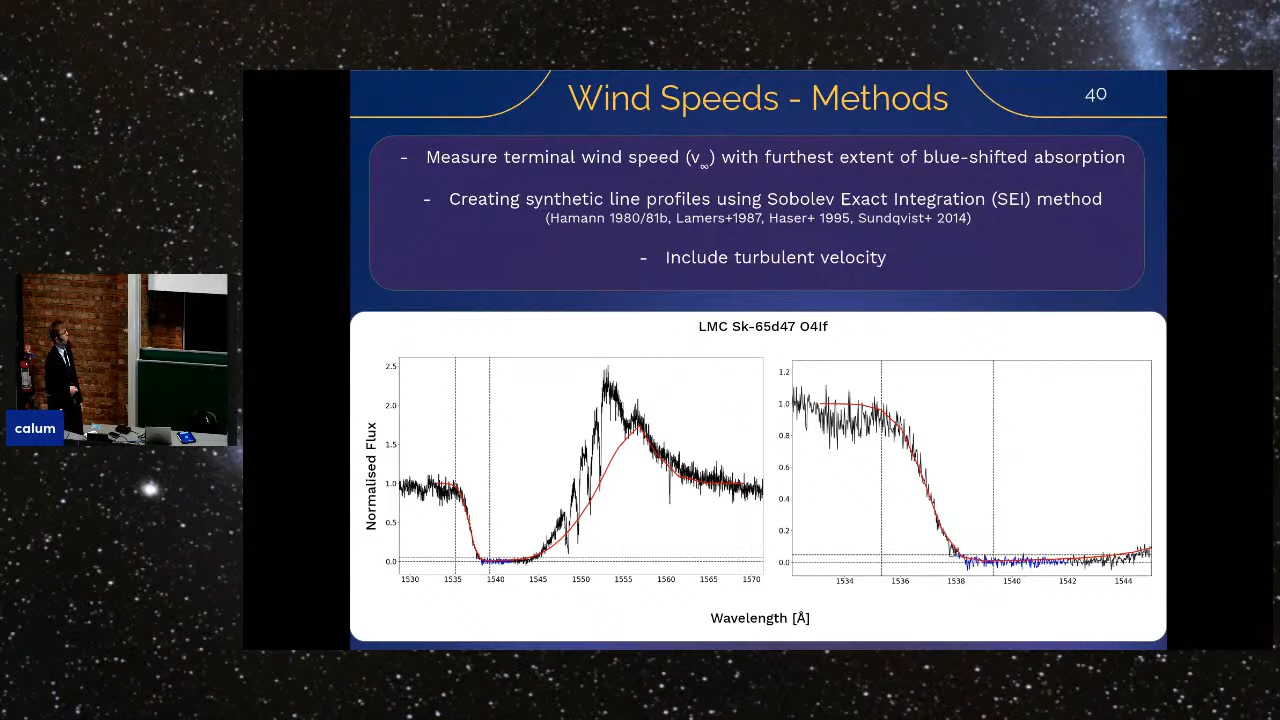 Wind Speeds - Methods
40
- Measure terminal wind speed (v∞) with furthest extent of blue-shifted absorption
- Creating synthetic line profiles using Sobolev Exact Integration (SEI) method
(Hamann 1980/81b, Lamers+1987, Haser+ 1995, Sundqvist+ 2014)
- Include turbulent velocity
LMC Sk-65d47 O4If
Normalised Flux
2.5
2.0
1.5
1.0
0.5
0.0
1530 1535 1540 1545 1550 1555 1560 1565 1570
1.2
1.0
0.8
0.6
0.4
0.2
0.0
1534 1536 1538 1540 1542 1544
Wavelength [Å]
calum